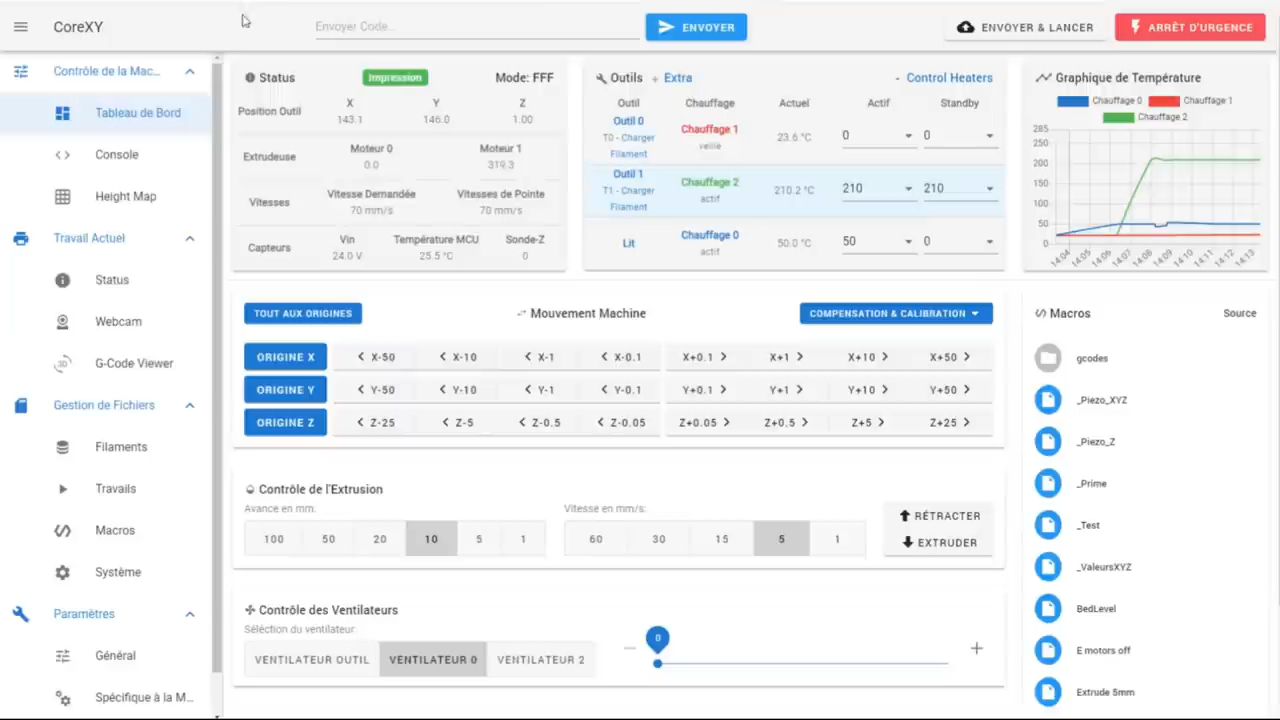 CoreXY
Envoyer Code...
ENVOYER
ENVOYER & LANCER
ARRÊT D'URGENCE
Contrôle de la Mac...
Tableau de Bord
Console
Height Map
Travail Actuel
Status
Webcam
G-Code Viewer
Gestion de Fichiers
Filaments
Travails
Macros
Système
Paramètres
Général
Spécifique à la M...
Status
Impression
Mode: FFF
Position Outil
X Y Z
143.1 146.0 1.00
Extrudeuse
Moteur 0 Moteur 1
0.0 319.3
Vitesses
Vitesse Demandée Vitesses de Pointe
70 mm/s 70 mm/s
Capteurs
Vin Température MCU Sonde-Z
24.0 V 25.5 °C 0
Outils + Extra
- Control Heaters
Outil Chauffage Actuel Actif Standby
Outil 0
T0 - Charger
Filament
Chauffage 1
veille
23.6 °C 0 0
Outil 1
T1 - Charger
Filament
Chauffage 2
actif
210.2 °C 210 210
Lit
Chauffage 0
actif
50.0 °C 50 0
Graphique de Température
Chauffage 0 Chauffage 1
Chauffage 2
285
250
200
150
100
50
0
14:04 14:05 14:06 14:07 14:08 14:09 14:10 14:11 14:12 14:13
TOUT AUX ORIGINES
Mouvement Machine
COMPENSATION & CALIBRATION
ORIGINE X X-50 X-10 X-1 X-0.1 X+0.1 X+1 X+10 X+50
ORIGINE Y Y-50 Y-10 Y-1 Y-0.1 Y+0.1 Y+1 Y+10 Y+50
ORIGINE Z Z-25 Z-5 Z-0.5 Z-0.05 Z+0.05 Z+0.5 Z+5 Z+25
Contrôle de l'Extrusion
Avance en mm:
100 50 20 10 5 1
Vitesse en mm/s:
60 30 15 5 1
RÉTRACTER
EXTRUDER
Contrôle des Ventilateurs
Séléction du ventilateur
VENTILATEUR OUTIL VENTILATEUR 0 VENTILATEUR 2
0
Macros
Source
gcodes
_Piezo_XYZ
_Piezo_Z
_Prime
_Test
_ValeursXYZ
BedLevel
E motors off
Extrude 5mm